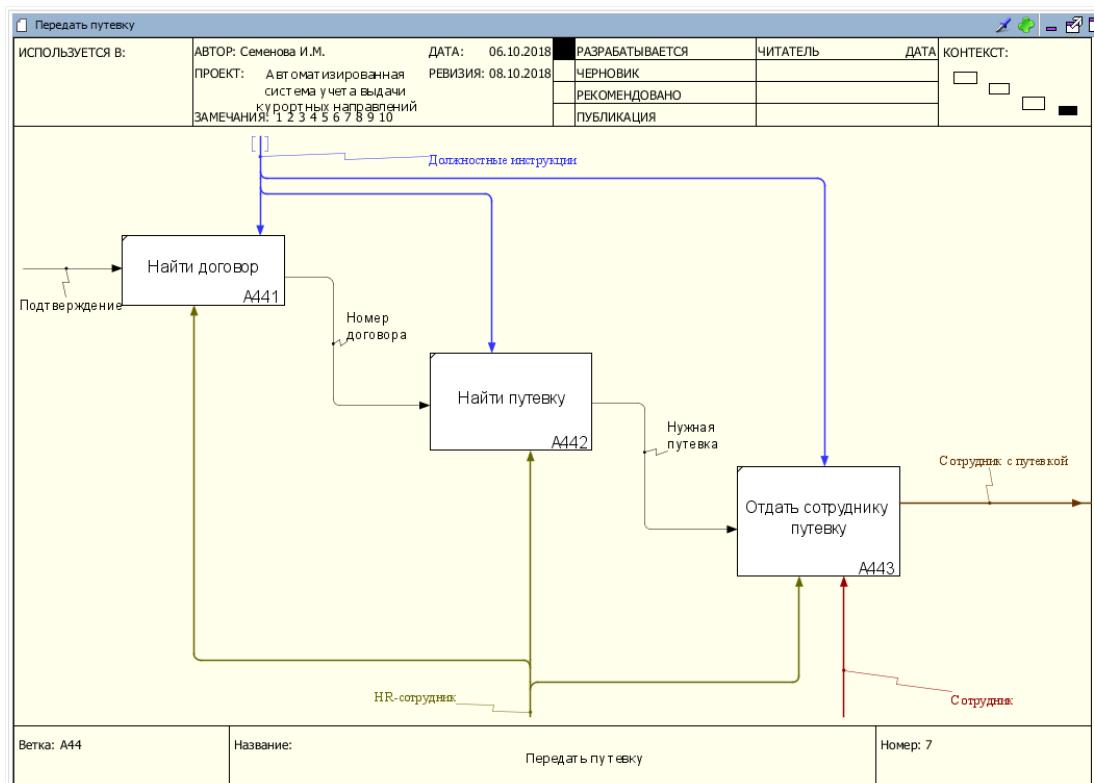 Передать путевку
ИСПОЛЬЗУЕТСЯ В:
АВТОР: Семенова И.М.
ДАТА: 06.10.2018
ПРОЕКТ: Автоматизированная
система учета выдачи
курортных направлений
РЕВИЗИЯ: 08.10.2018
ЗАМЕЧАНИЯ: 1 2 3 4 5 6 7 8 9 10
РАЗРАБАТЫВАЕТСЯ
ЧЕРНОВИК
РЕКОМЕНДОВАНО
ПУБЛИКАЦИЯ
ЧИТАТЕЛЬ
ДАТА
КОНТЕКСТ:
[ ]
Должностные инструкции
Найти договор
A441
Подтверждение
Номер
договора
Найти путевку
A442
Нужная
путевка
Сотрудник с путевкой
Отдать сотруднику
путевку
A443
HR-сотрудник
Сотрудник
Ветка: A44
Название:
Передать путевку
Номер: 7